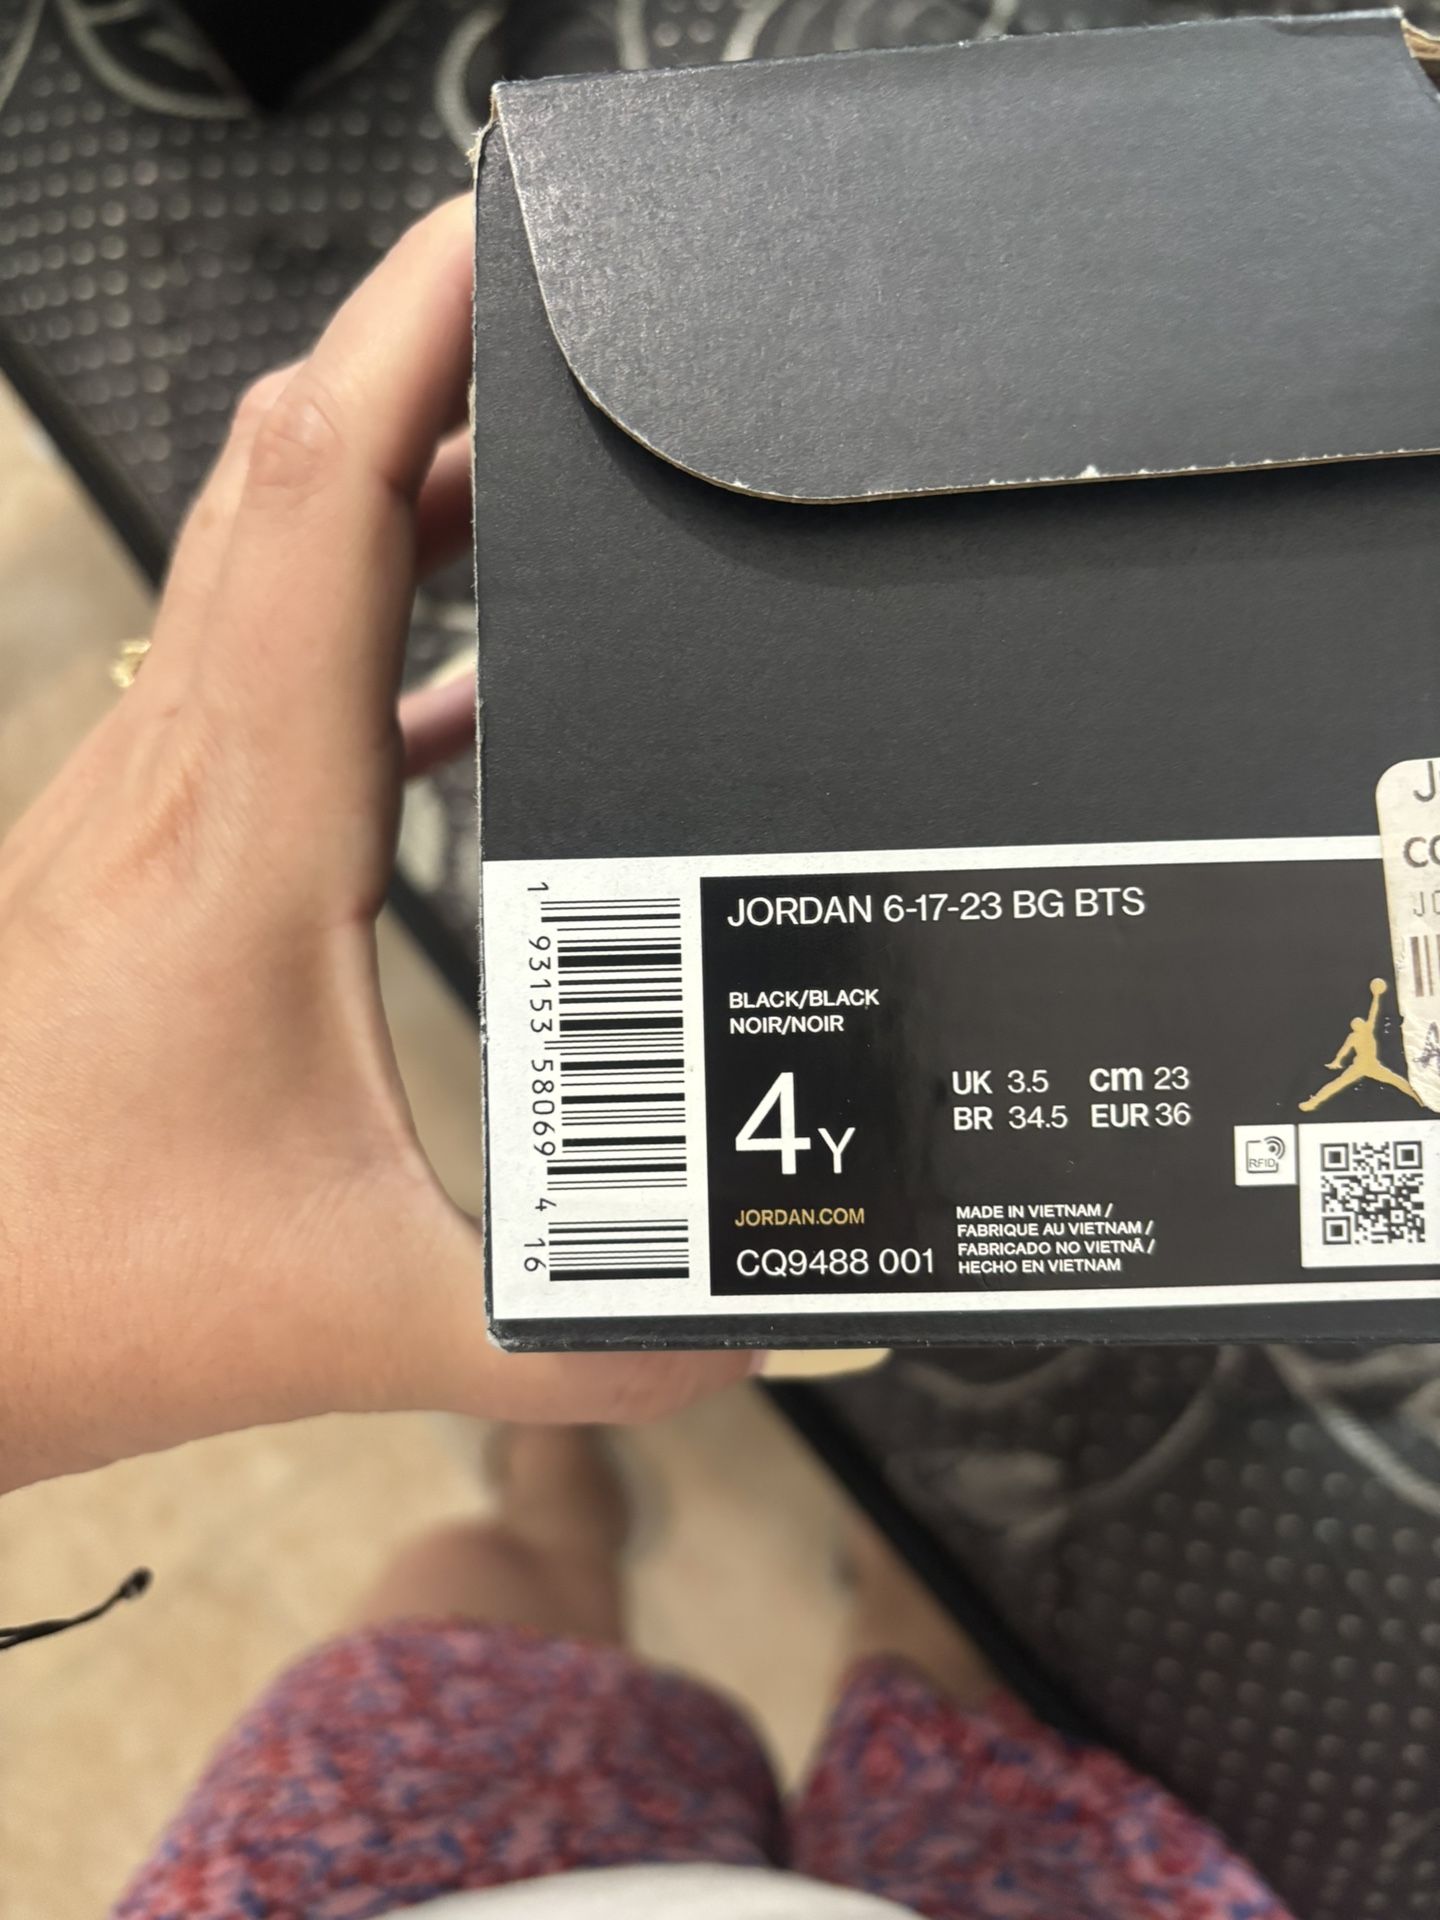 JORDAN 6-17-23 BG BTS
BLACK/BLACK
NOIR/NOIR
4Y
UK 3.5 cm 23
BR 34.5 EUR 36
JORDAN.COM
CQ9488 001
MADE IN VIETNAM /
FABRIQUE AU VIETNAM /
FABRICADO NO VIETNÃ /
HECHO EN VIETNAM
1 93153 58069 4 16
RFID